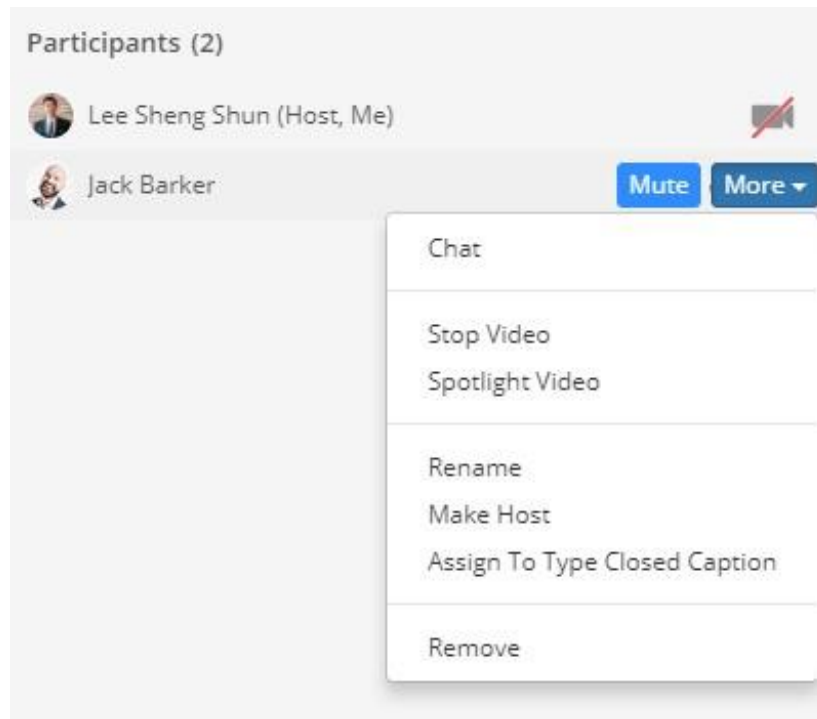 Participants (2)
Lee Sheng Shun (Host, Me)
Jack Barker Mute More
Chat
Stop Video
Spotlight Video
Rename
Make Host
Assign To Type Closed Caption
Remove